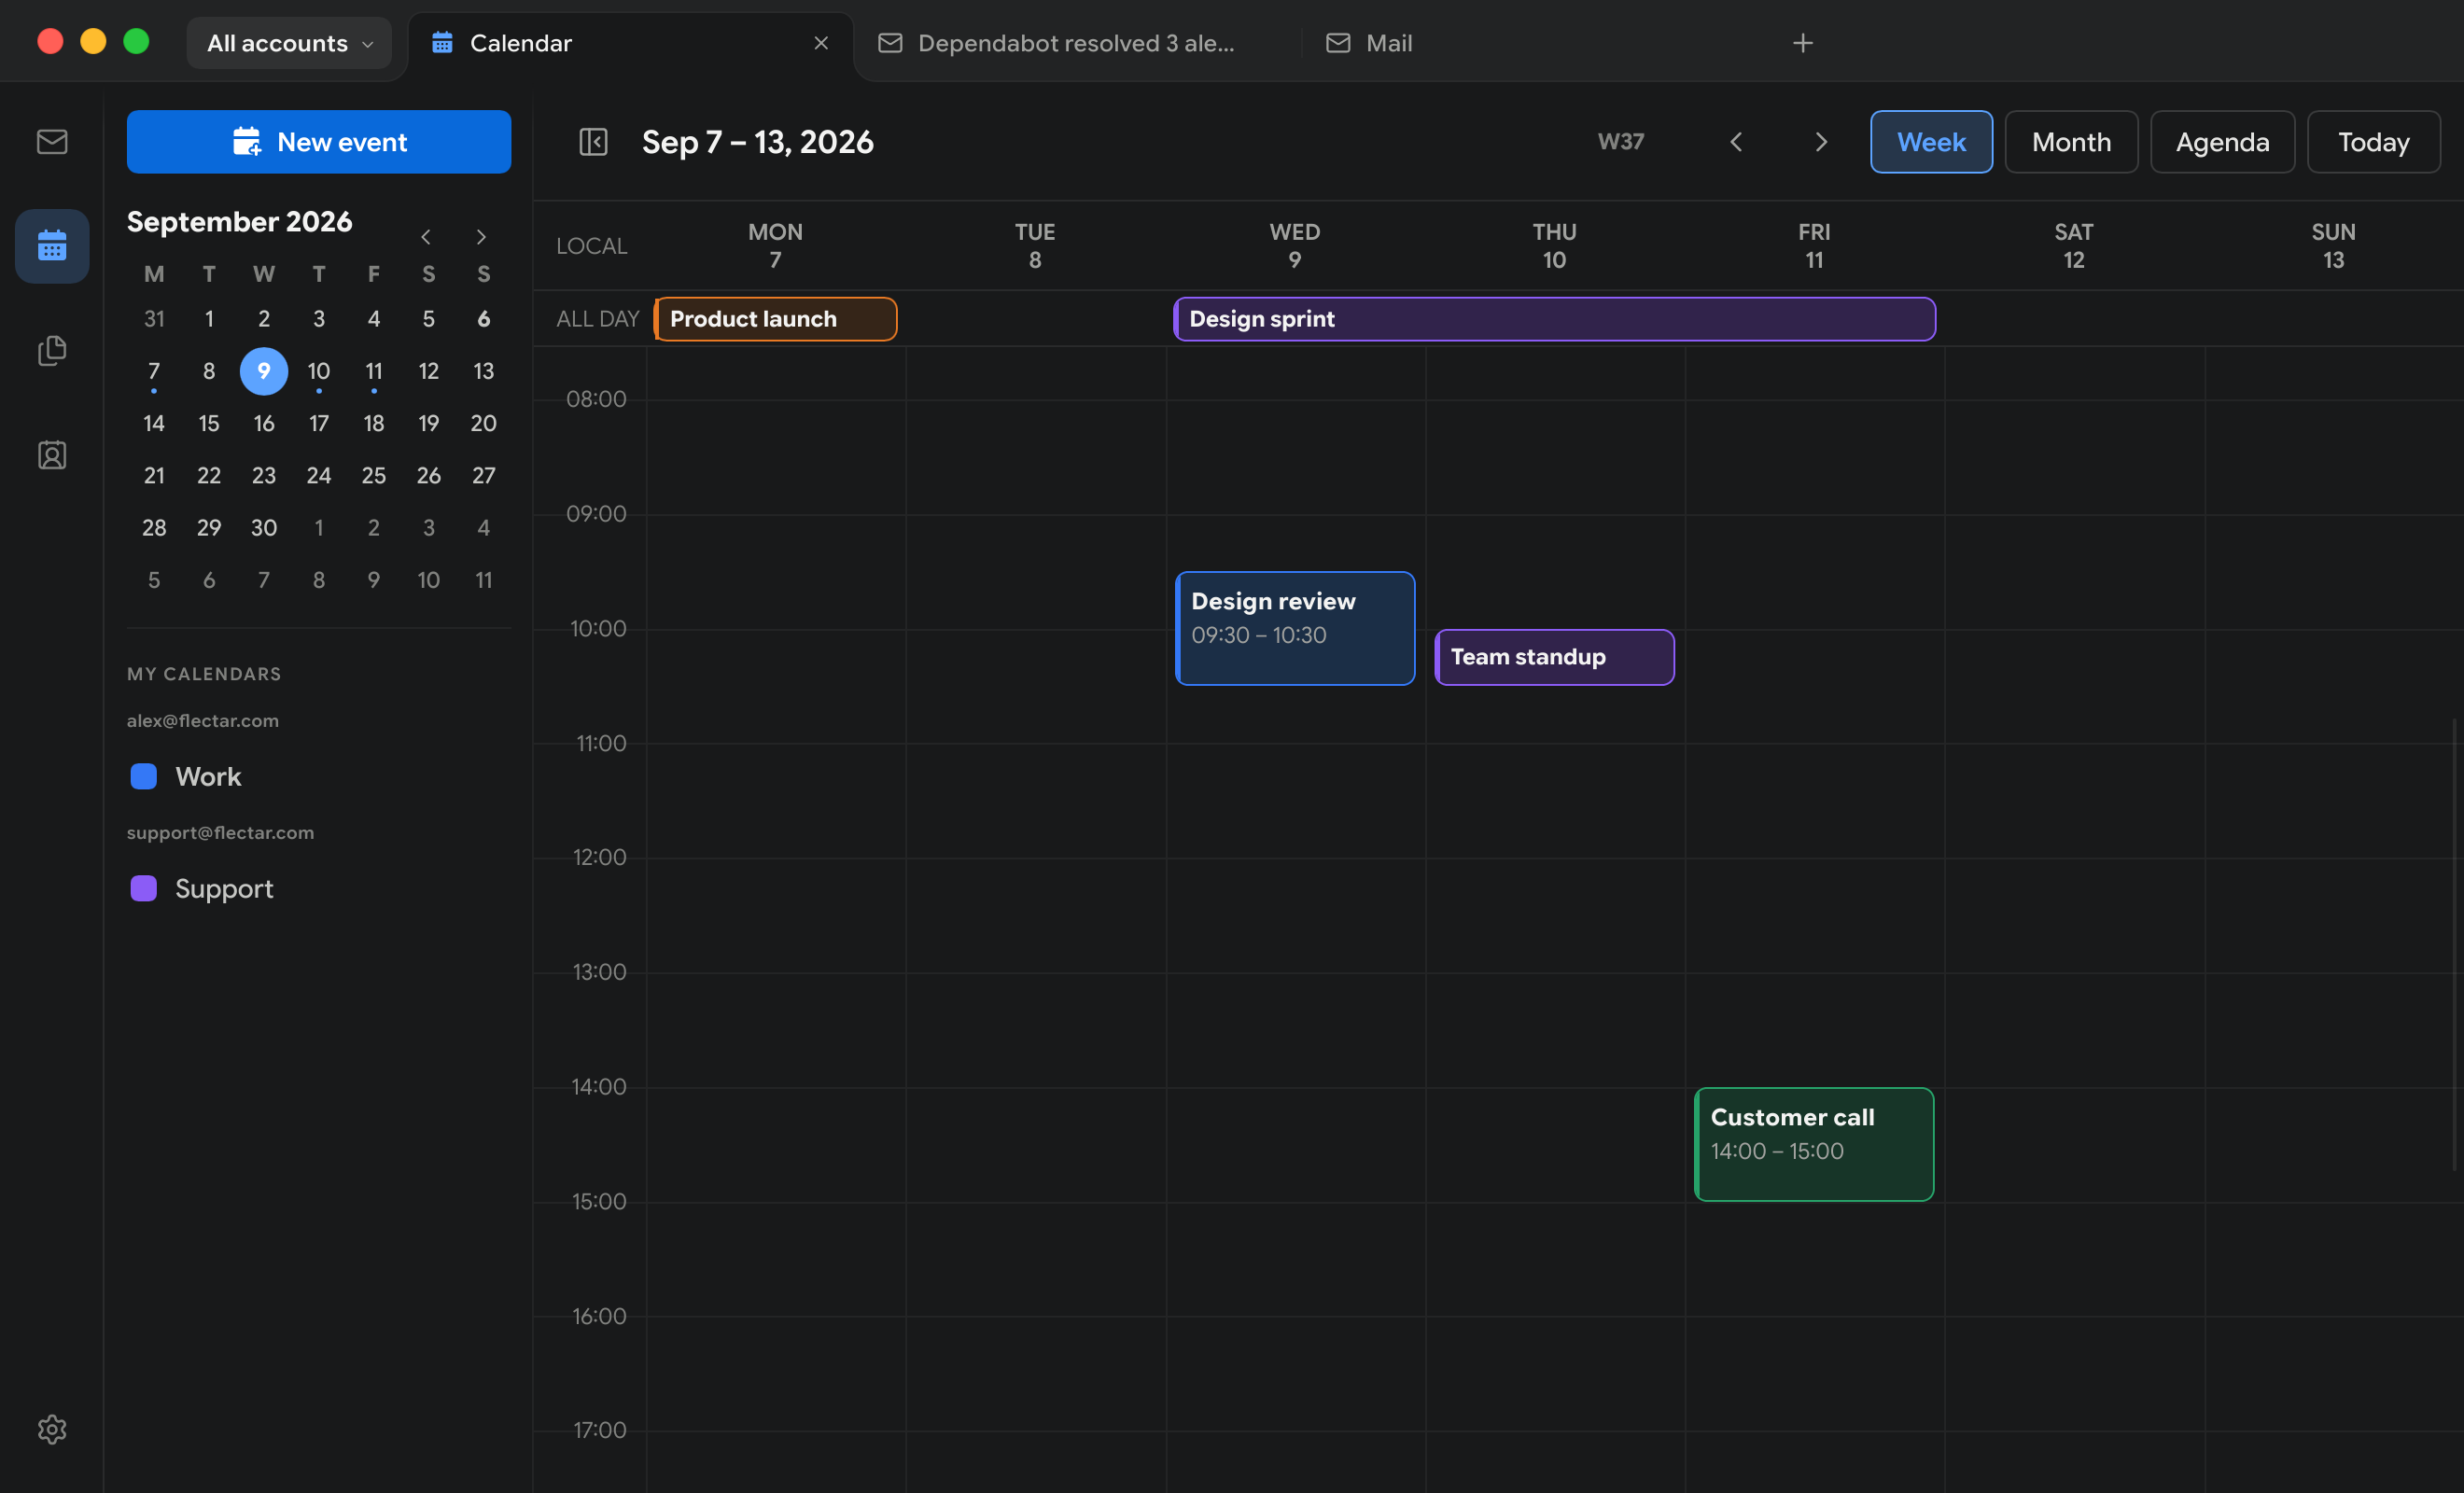 All accounts
Calendar
Dependabot resolved 3 ale...
Mail
New event
September 2026
M T W T F S S
31 1 2 3 4 5 6
7 8 9 10 11 12 13
14 15 16 17 18 19 20
21 22 23 24 25 26 27
28 29 30 1 2 3 4
5 6 7 8 9 10 11
MY CALENDARS
alex@flectar.com
Work
support@flectar.com
Support
Sep 7 – 13, 2026
W37
Week
Month
Agenda
Today
LOCAL
MON
7
TUE
8
WED
9
THU
10
FRI
11
SAT
12
SUN
13
ALL DAY
Product launch
Design sprint
08:00
09:00
Design review
09:30 – 10:30
10:00
Team standup
11:00
12:00
13:00
14:00
Customer call
14:00 – 15:00
15:00
16:00
17:00